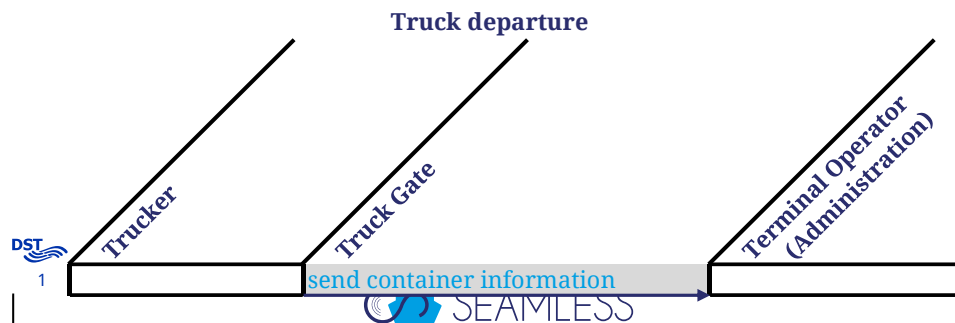 Truck departure
Trucker
Truck Gate
Terminal Operator
(Administration)
DST
1
send container information
SEAMLESS